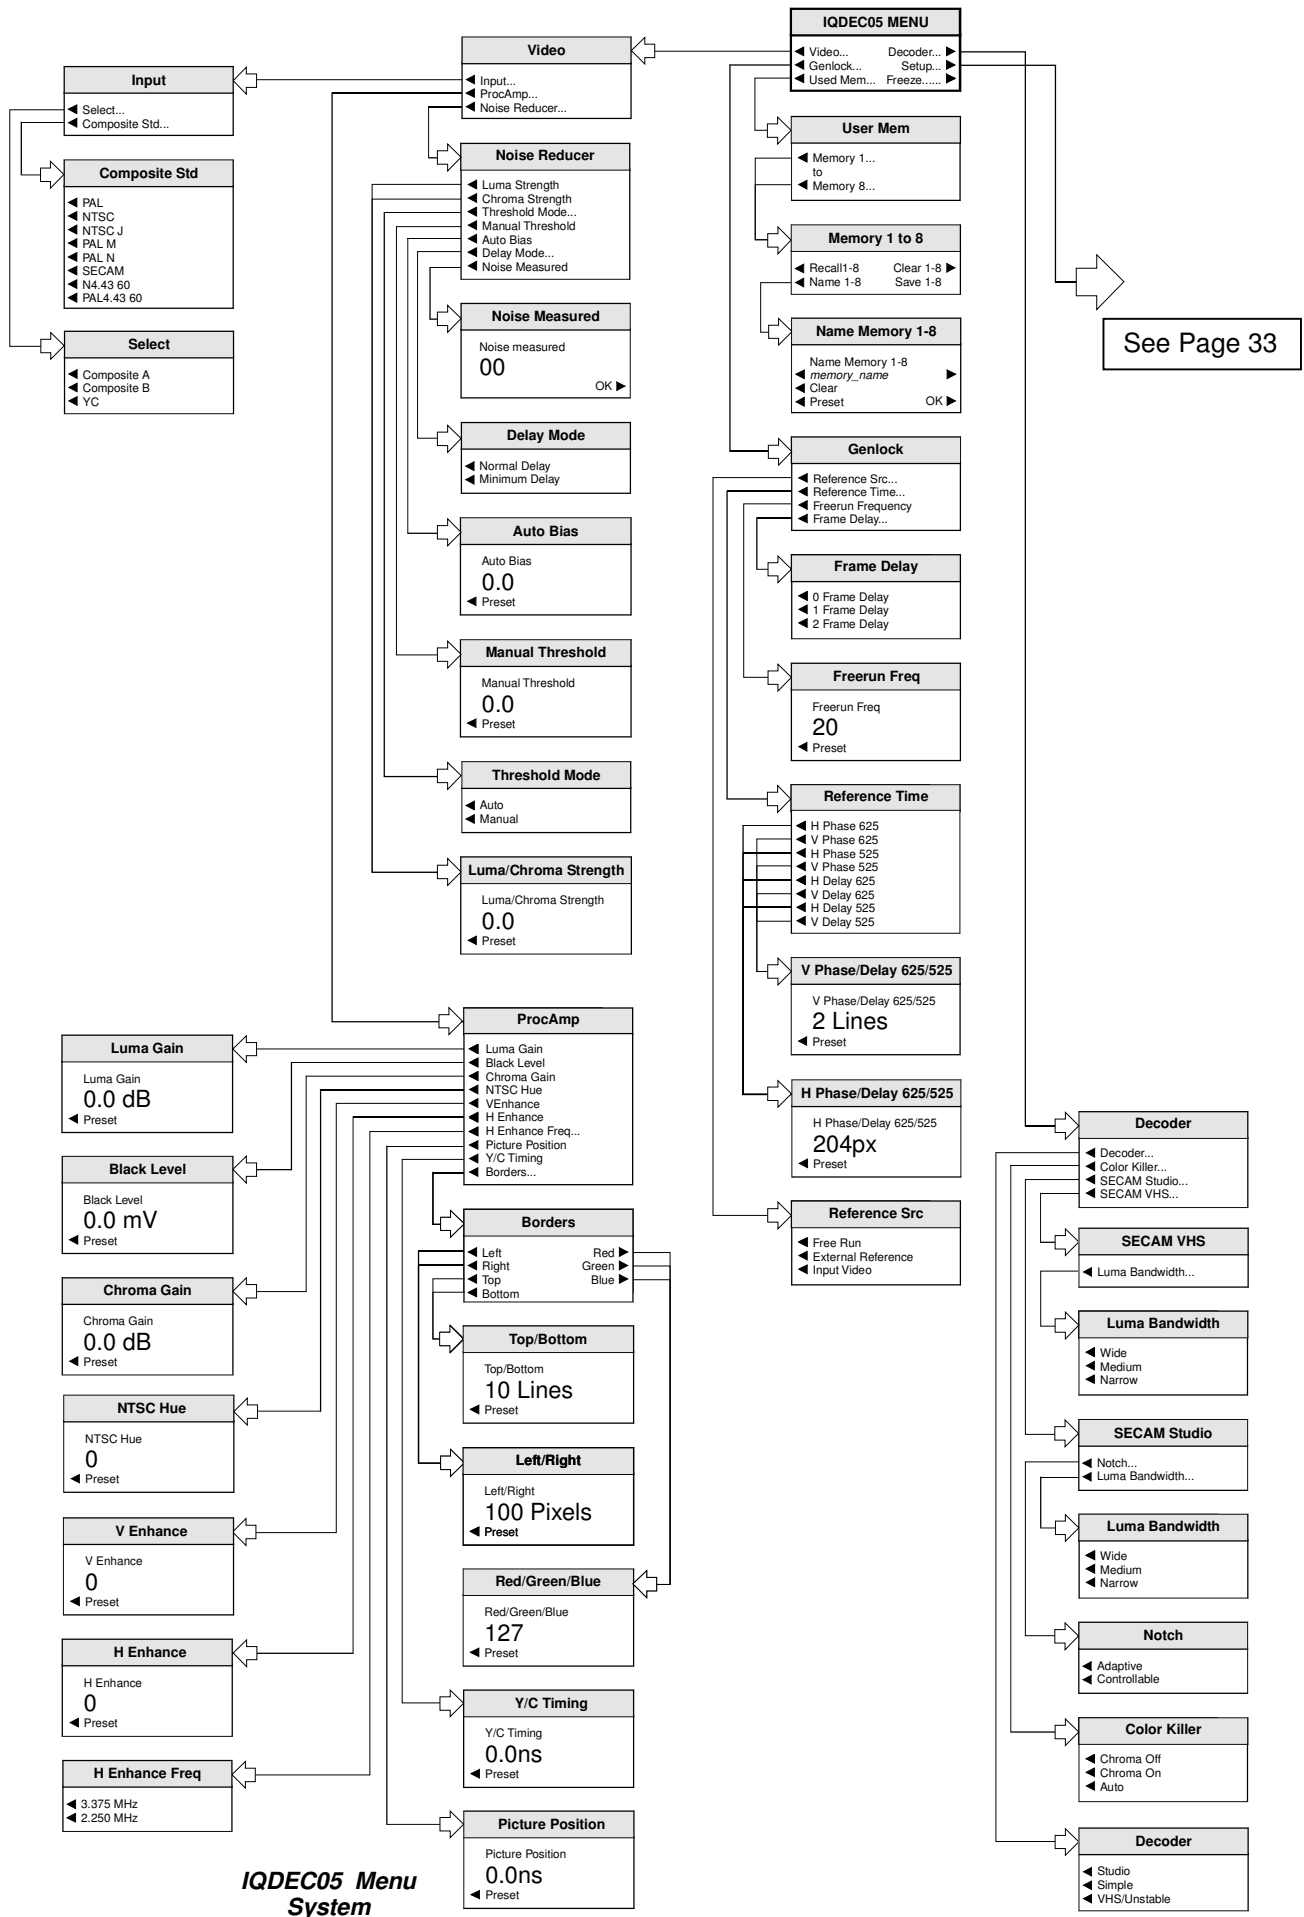 IQDEC05 MENU
Video... Decoder...
Genlock... Setup...
Used Mem... Freeze......
Video
Input...
ProcAmp...
Noise Reducer...
Input
Select...
Composite Std...
Composite Std
PAL
NTSC
NTSC J
PAL M
PAL N
SECAM
N4.43 60
PAL4.43 60
Select
Composite A
Composite B
YC
Noise Reducer
Luma Strength
Chroma Strength
Threshold Mode...
Manual Threshold
Auto Bias
Delay Mode...
Noise Measured
Noise Measured
Noise measured
00
OK
Delay Mode
Normal Delay
Minimum Delay
Auto Bias
Auto Bias
0.0
Preset
Manual Threshold
Manual Threshold
0.0
Preset
Threshold Mode
Auto
Manual
Luma/Chroma Strength
Luma/Chroma Strength
0.0
Preset
User Mem
Memory 1...
to
Memory 8...
Memory 1 to 8
Recall1-8 Clear 1-8
Name 1-8 Save 1-8
Name Memory 1-8
Name Memory 1-8
memory_name
Clear
Preset OK
See Page 33
Genlock
Reference Src...
Reference Time...
Freerun Frequency
Frame Delay...
Frame Delay
0 Frame Delay
1 Frame Delay
2 Frame Delay
Freerun Freq
Freerun Freq
20
Preset
Reference Time
H Phase 625
V Phase 625
H Phase 525
V Phase 525
H Delay 625
V Delay 625
H Delay 525
V Delay 525
V Phase/Delay 625/525
V Phase/Delay 625/525
2 Lines
Preset
H Phase/Delay 625/525
H Phase/Delay 625/525
204px
Preset
Reference Src
Free Run
External Reference
Input Video
ProcAmp
Luma Gain
Black Level
Chroma Gain
NTSC Hue
VEnhance
H Enhance
H Enhance Freq...
Picture Position
Y/C Timing
Borders...
Luma Gain
Luma Gain
0.0 dB
Preset
Black Level
Black Level
0.0 mV
Preset
Chroma Gain
Chroma Gain
0.0 dB
Preset
NTSC Hue
NTSC Hue
0
Preset
V Enhance
V Enhance
0
Preset
H Enhance
H Enhance
0
Preset
H Enhance Freq
3.375 MHz
2.250 MHz
Borders
Left Red
Right Green
Top Blue
Bottom
Top/Bottom
Top/Bottom
10 Lines
Preset
Left/Right
Left/Right
100 Pixels
Preset
Red/Green/Blue
Red/Green/Blue
127
Preset
Y/C Timing
Y/C Timing
0.0ns
Preset
Picture Position
Picture Position
0.0ns
Preset
Decoder
Decoder...
Color Killer...
SECAM Studio...
SECAM VHS...
SECAM VHS
Luma Bandwidth...
Luma Bandwidth
Wide
Medium
Narrow
SECAM Studio
Notch...
Luma Bandwidth...
Luma Bandwidth
Wide
Medium
Narrow
Notch
Adaptive
Controllable
Color Killer
Chroma Off
Chroma On
Auto
Decoder
Studio
Simple
VHS/Unstable
IQDEC05 Menu
System